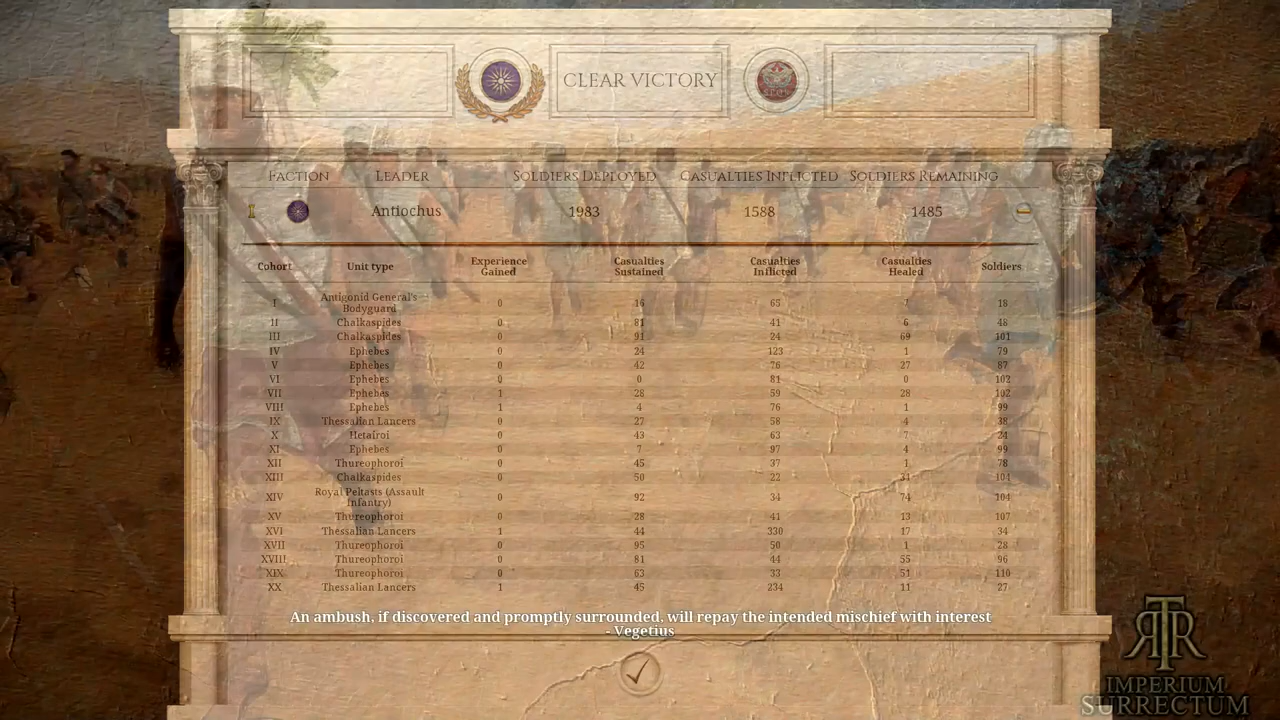 CLEAR VICTORY
FACTION LEADER SOLDIERS DEPLOYED CASUALTIES INFLICTED SOLDIERS REMAINING
I Antiochus 1983 1588 1485
Cohort Unit type Experience Gained Casualties Sustained Casualties Inflicted Casualties Healed Soldiers
I Antigonid General's Bodyguard 0 16 65 18
II Chalkaspides 0 81 41 6 48
III Chalkaspides 0 91 24 69 101
IV Ephebes 0 24 123 1 79
V Ephebes 0 42 76 27 87
VI Ephebes 0 0 81 0 102
VII Ephebes 1 28 59 28 102
VIII Ephebes 1 4 76 1 99
IX Thessalian Lancers 0 27 58 4 38
X Hetairoi 0 43 63 7 24
XI Ephebes 0 7 97 4 99
XII Thureophoroi 0 45 37 1 78
XIII Chalkaspides 0 50 22 31 101
XIV Royal Peltasts (Assault Infantry) 0 92 34 74 104
XV Thureophoroi 0 28 41 13 107
XVI Thessalian Lancers 1 44 330 17 34
XVII Thureophoroi 0 95 50 1 28
XVIII Thureophoroi 0 81 44 55 96
XIX Thureophoroi 0 63 33 51 110
XX Thessalian Lancers 1 45 234 11 27
An ambush, if discovered and promptly surrounded, will repay the intended mischief with interest
- Vegetius
RTR
IMPERIUM
SURRECTUM